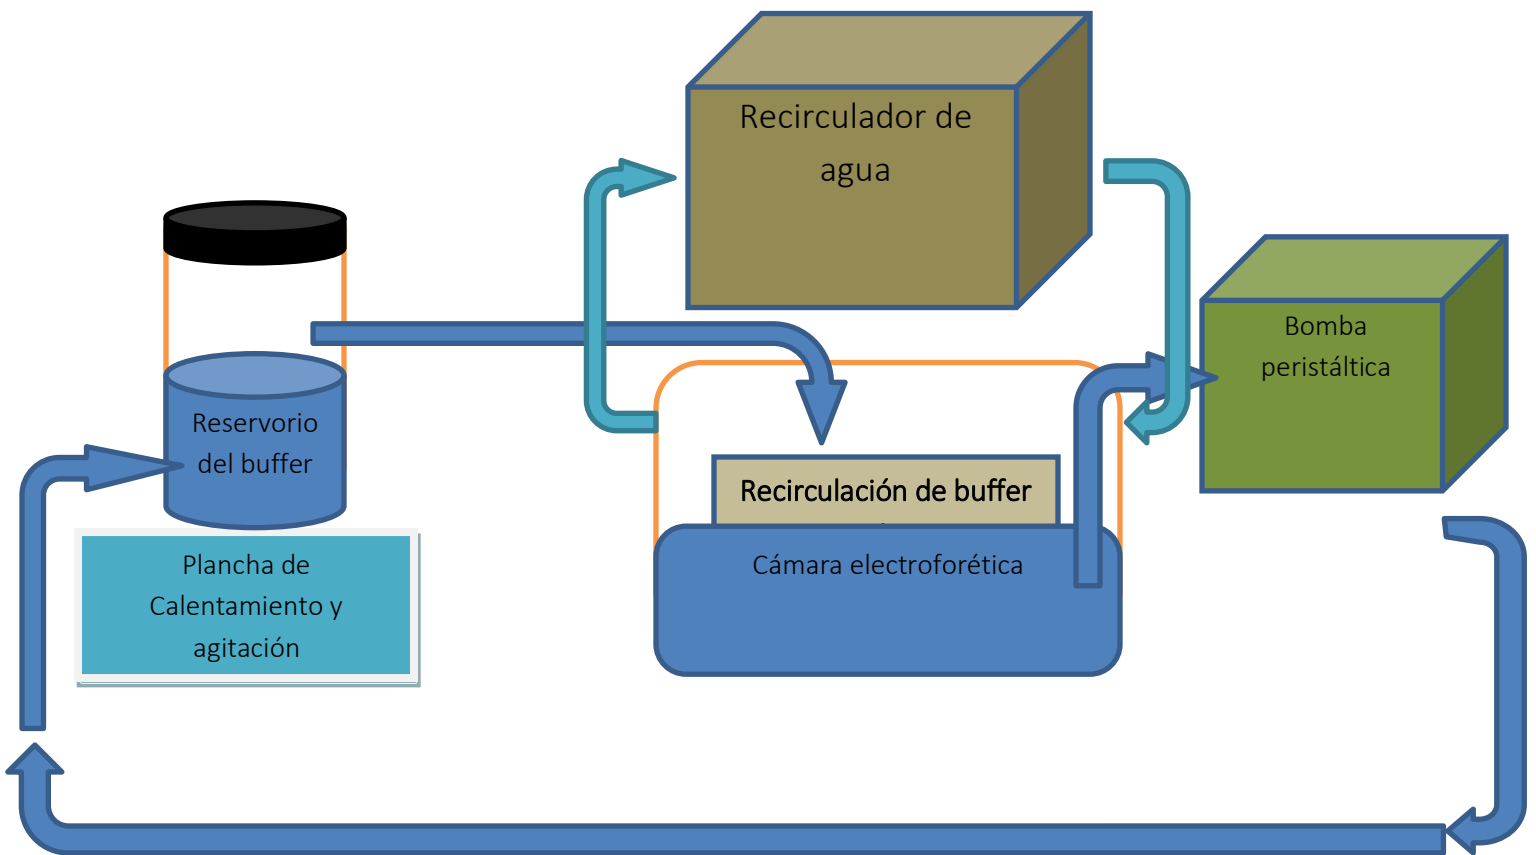 Recirculador de
agua
Bomba
peristáltica
Reservorio
del buffer
Recirculación de buffer
Cámara electroforética
Plancha de
Calentamiento y
agitación